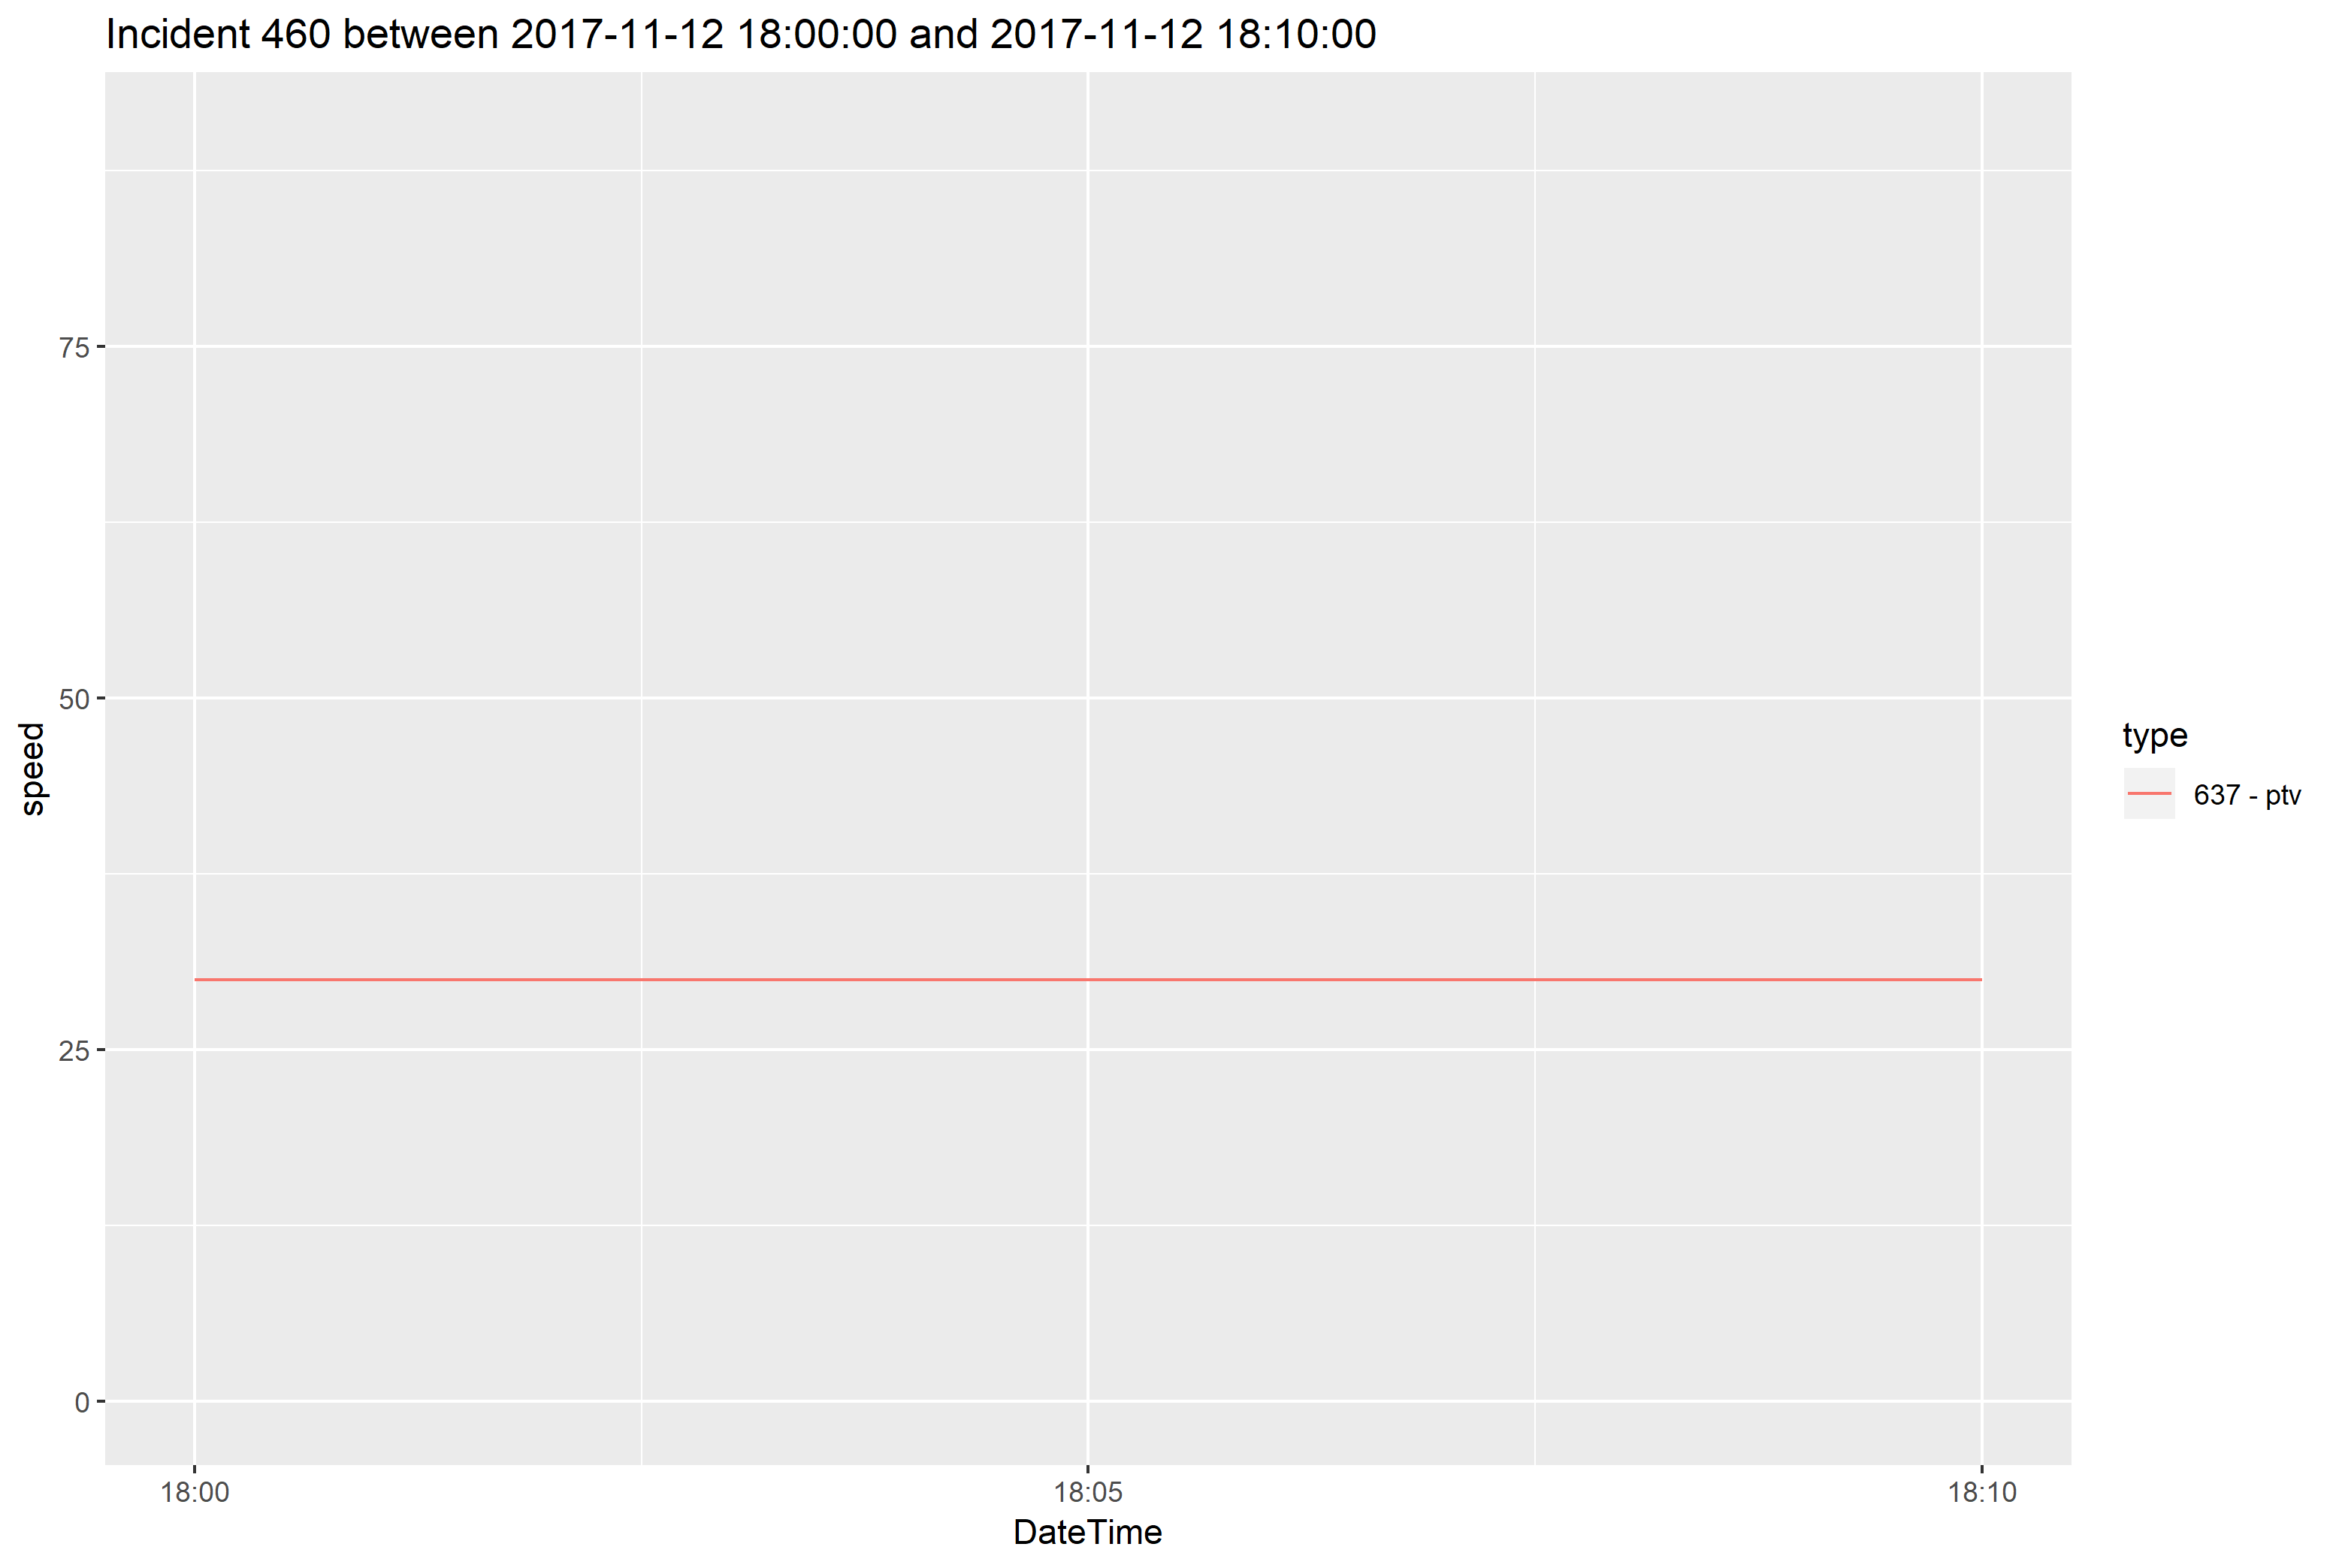 Incident 460 between 2017-11-12 18:00:00 and 2017-11-12 18:10:00
75
50
25
0
speed
18:00
18:05
18:10
DateTime
type
637 - ptv